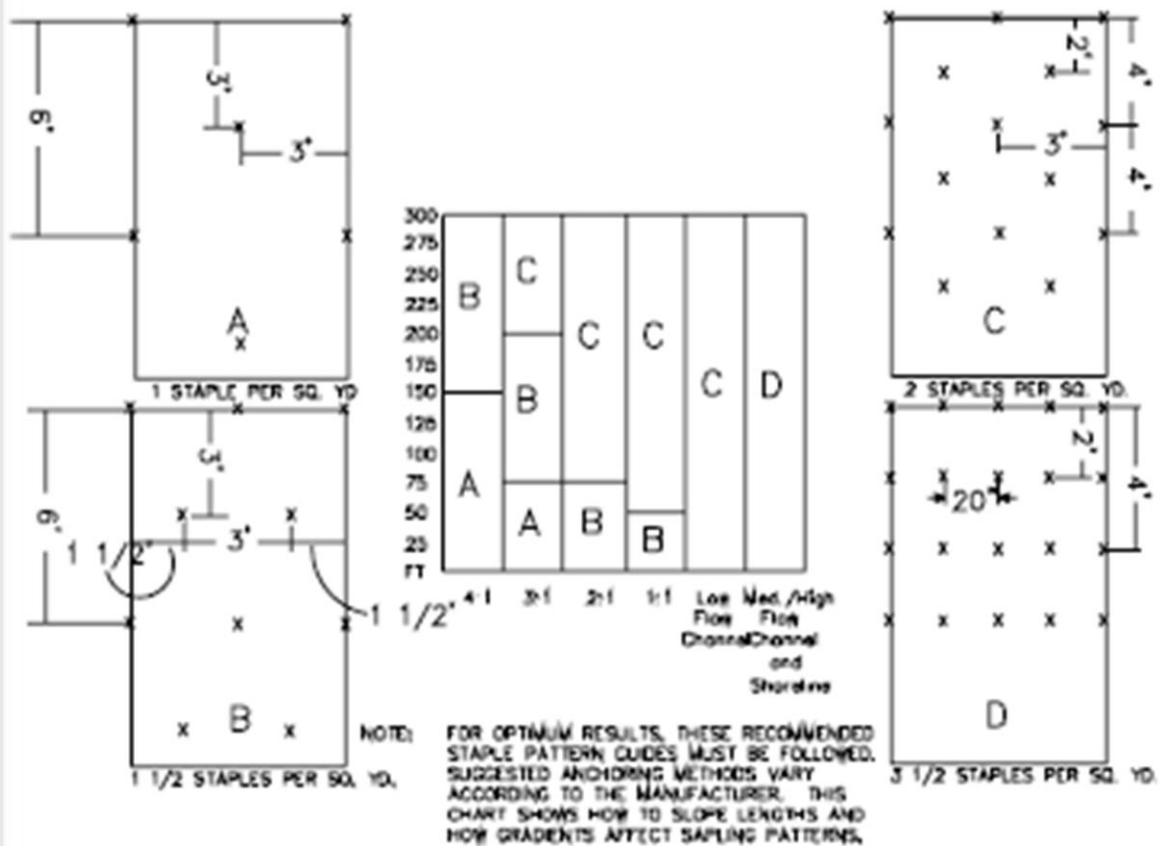 6'
3'
3'
A
1 STAPLE PER SQ. YD
6'
3'
3'
1 1/2'
1 1/2'
B
1 1/2 STAPLES PER SQ. YD.
300
275
250
225
200
175
150
125
100
75
50
25
FT
B
A
C
B
A
C
B
C
B
C
D
4:1
3:1
2:1
1:1
Low
Flow
Channel
Med./High
Flow
Channel
and
Shoreline
2'
4'
3'
4'
C
2 STAPLES PER SQ. YD.
2'
4'
20"
D
3 1/2 STAPLES PER SQ. YD.
NOTE: FOR OPTIMUM RESULTS, THESE RECOMMENDED
STAPLE PATTERN GUIDES MUST BE FOLLOWED.
SUGGESTED ANCHORING METHODS VARY
ACCORDING TO THE MANUFACTURER. THIS
CHART SHOWS HOW TO SLOPE LENGTHS AND
HOW GRADIENTS AFFECT SAPLING PATTERNS.